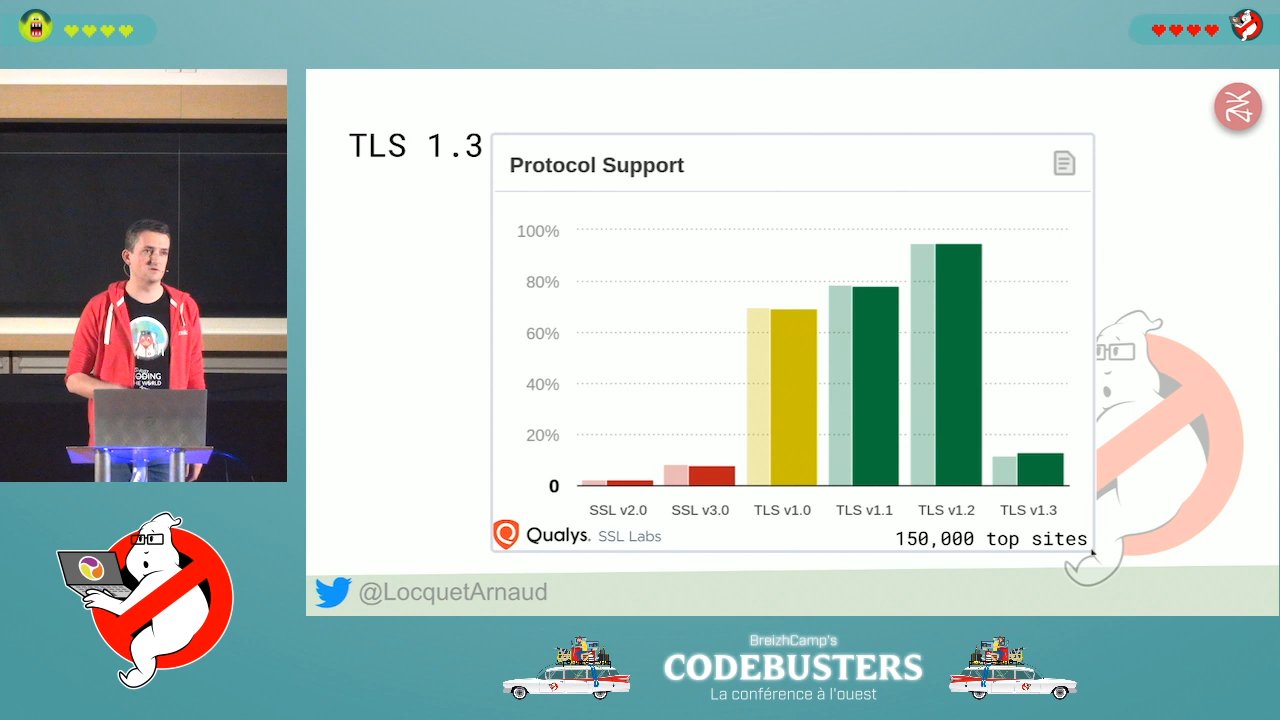 TLS 1.3
Protocol Support
100%
80%
60%
40%
20%
0
SSL v2.0 SSL v3.0 TLS v1.0 TLS v1.1 TLS v1.2 TLS v1.3
Qualys. SSL Labs
150,000 top sites
@LocquetArnaud
BreizhCamp's
CODEBUSTERS
La conférence à l'ouest